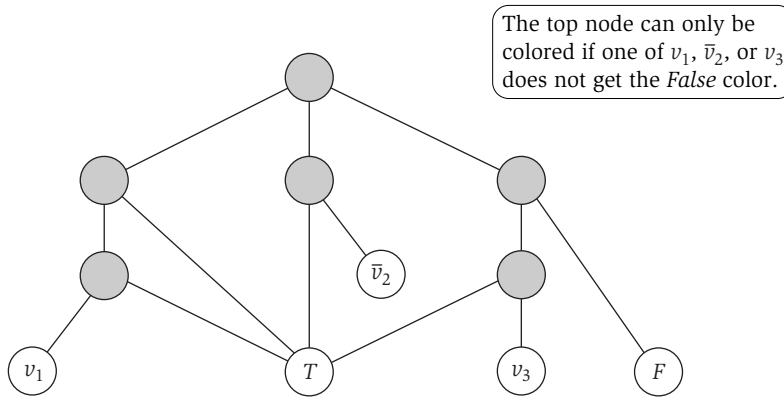 The top node can only be
colored if one of v₁, v̄₂, or v₃
does not get the False color.
v̄₂
v₁
T
v₃
F